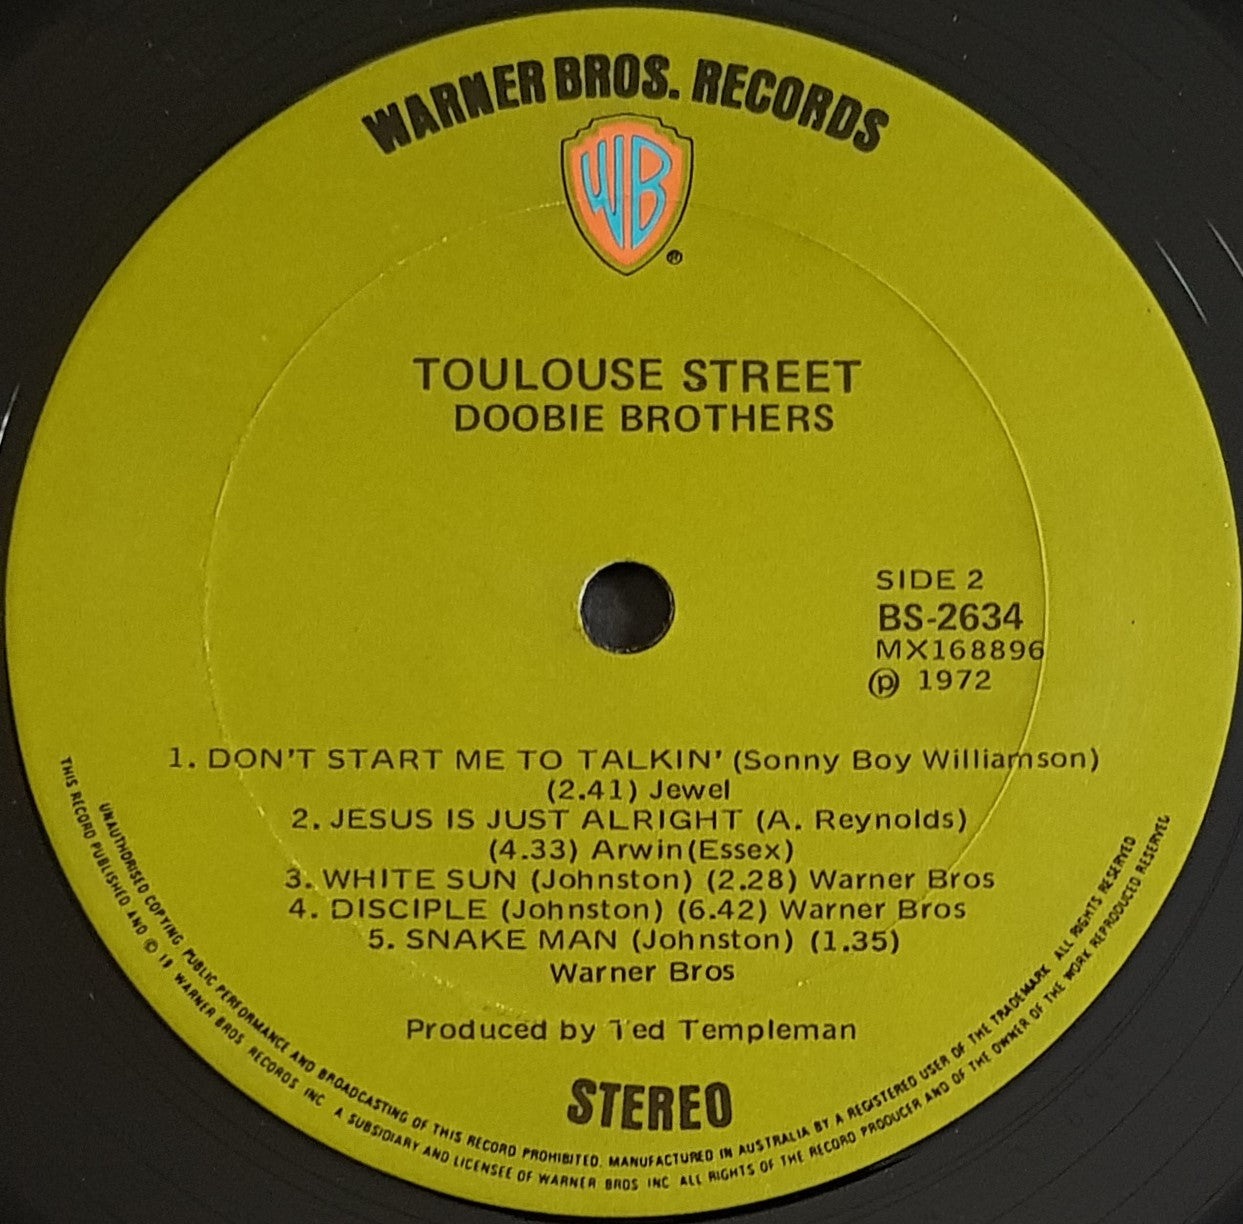 WARNER BROS. RECORDS
WB
®
TOULOUSE STREET
DOOBIE BROTHERS
SIDE 2
BS-2634
MX168896
℗ 1972
1. DON'T START ME TO TALKIN' (Sonny Boy Williamson)
(2.41) Jewel
2. JESUS IS JUST ALRIGHT (A. Reynolds)
(4.33) Arwin(Essex)
3. WHITE SUN (Johnston) (2.28) Warner Bros
4. DISCIPLE (Johnston) (6.42) Warner Bros
5. SNAKE MAN (Johnston) (1.35)
Warner Bros
Produced by Ted Templeman
STEREO
UNAUTHORISED COPYING, PUBLIC PERFORMANCE AND BROADCASTING OF THIS RECORD PROHIBITED. MANUFACTURED IN AUSTRALIA BY A REGISTERED USER OF THE TRADEMARK ALL RIGHTS RESERVED
THIS RECORD PUBLISHED AND © 19 WARNER BROS RECORDS INC A SUBSIDIARY AND LICENSEE OF WARNER BROS INC ALL RIGHTS OF THE RECORD PRODUCER AND OF THE OWNER OF THE WORK REPRODUCED RESERVED